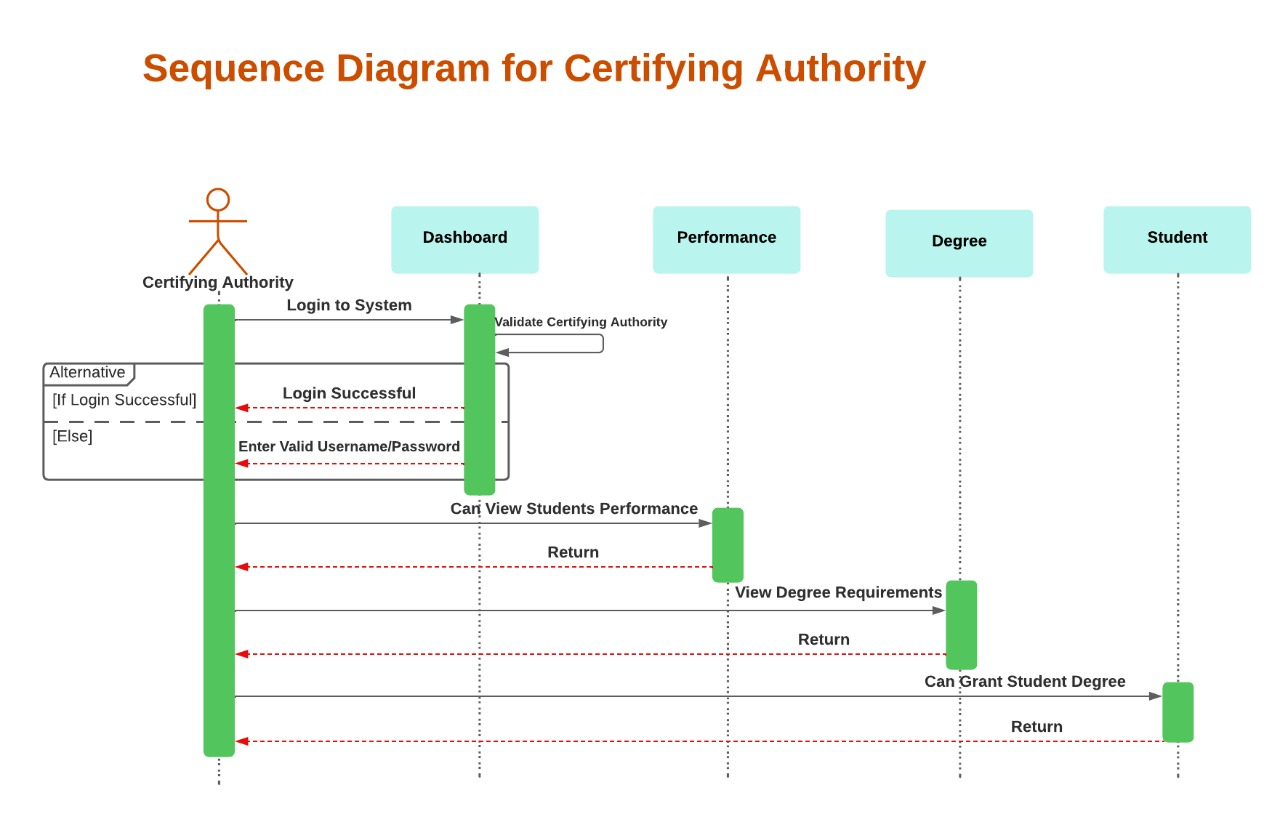 Sequence Diagram for Certifying Authority
Certifying Authority
Dashboard
Performance
Degree
Student
Login to System
Validate Certifying Authority
Alternative
[If Login Successful]
Login Successful
[Else]
Enter Valid Username/Password
Can View Students Performance
Return
View Degree Requirements
Return
Can Grant Student Degree
Return